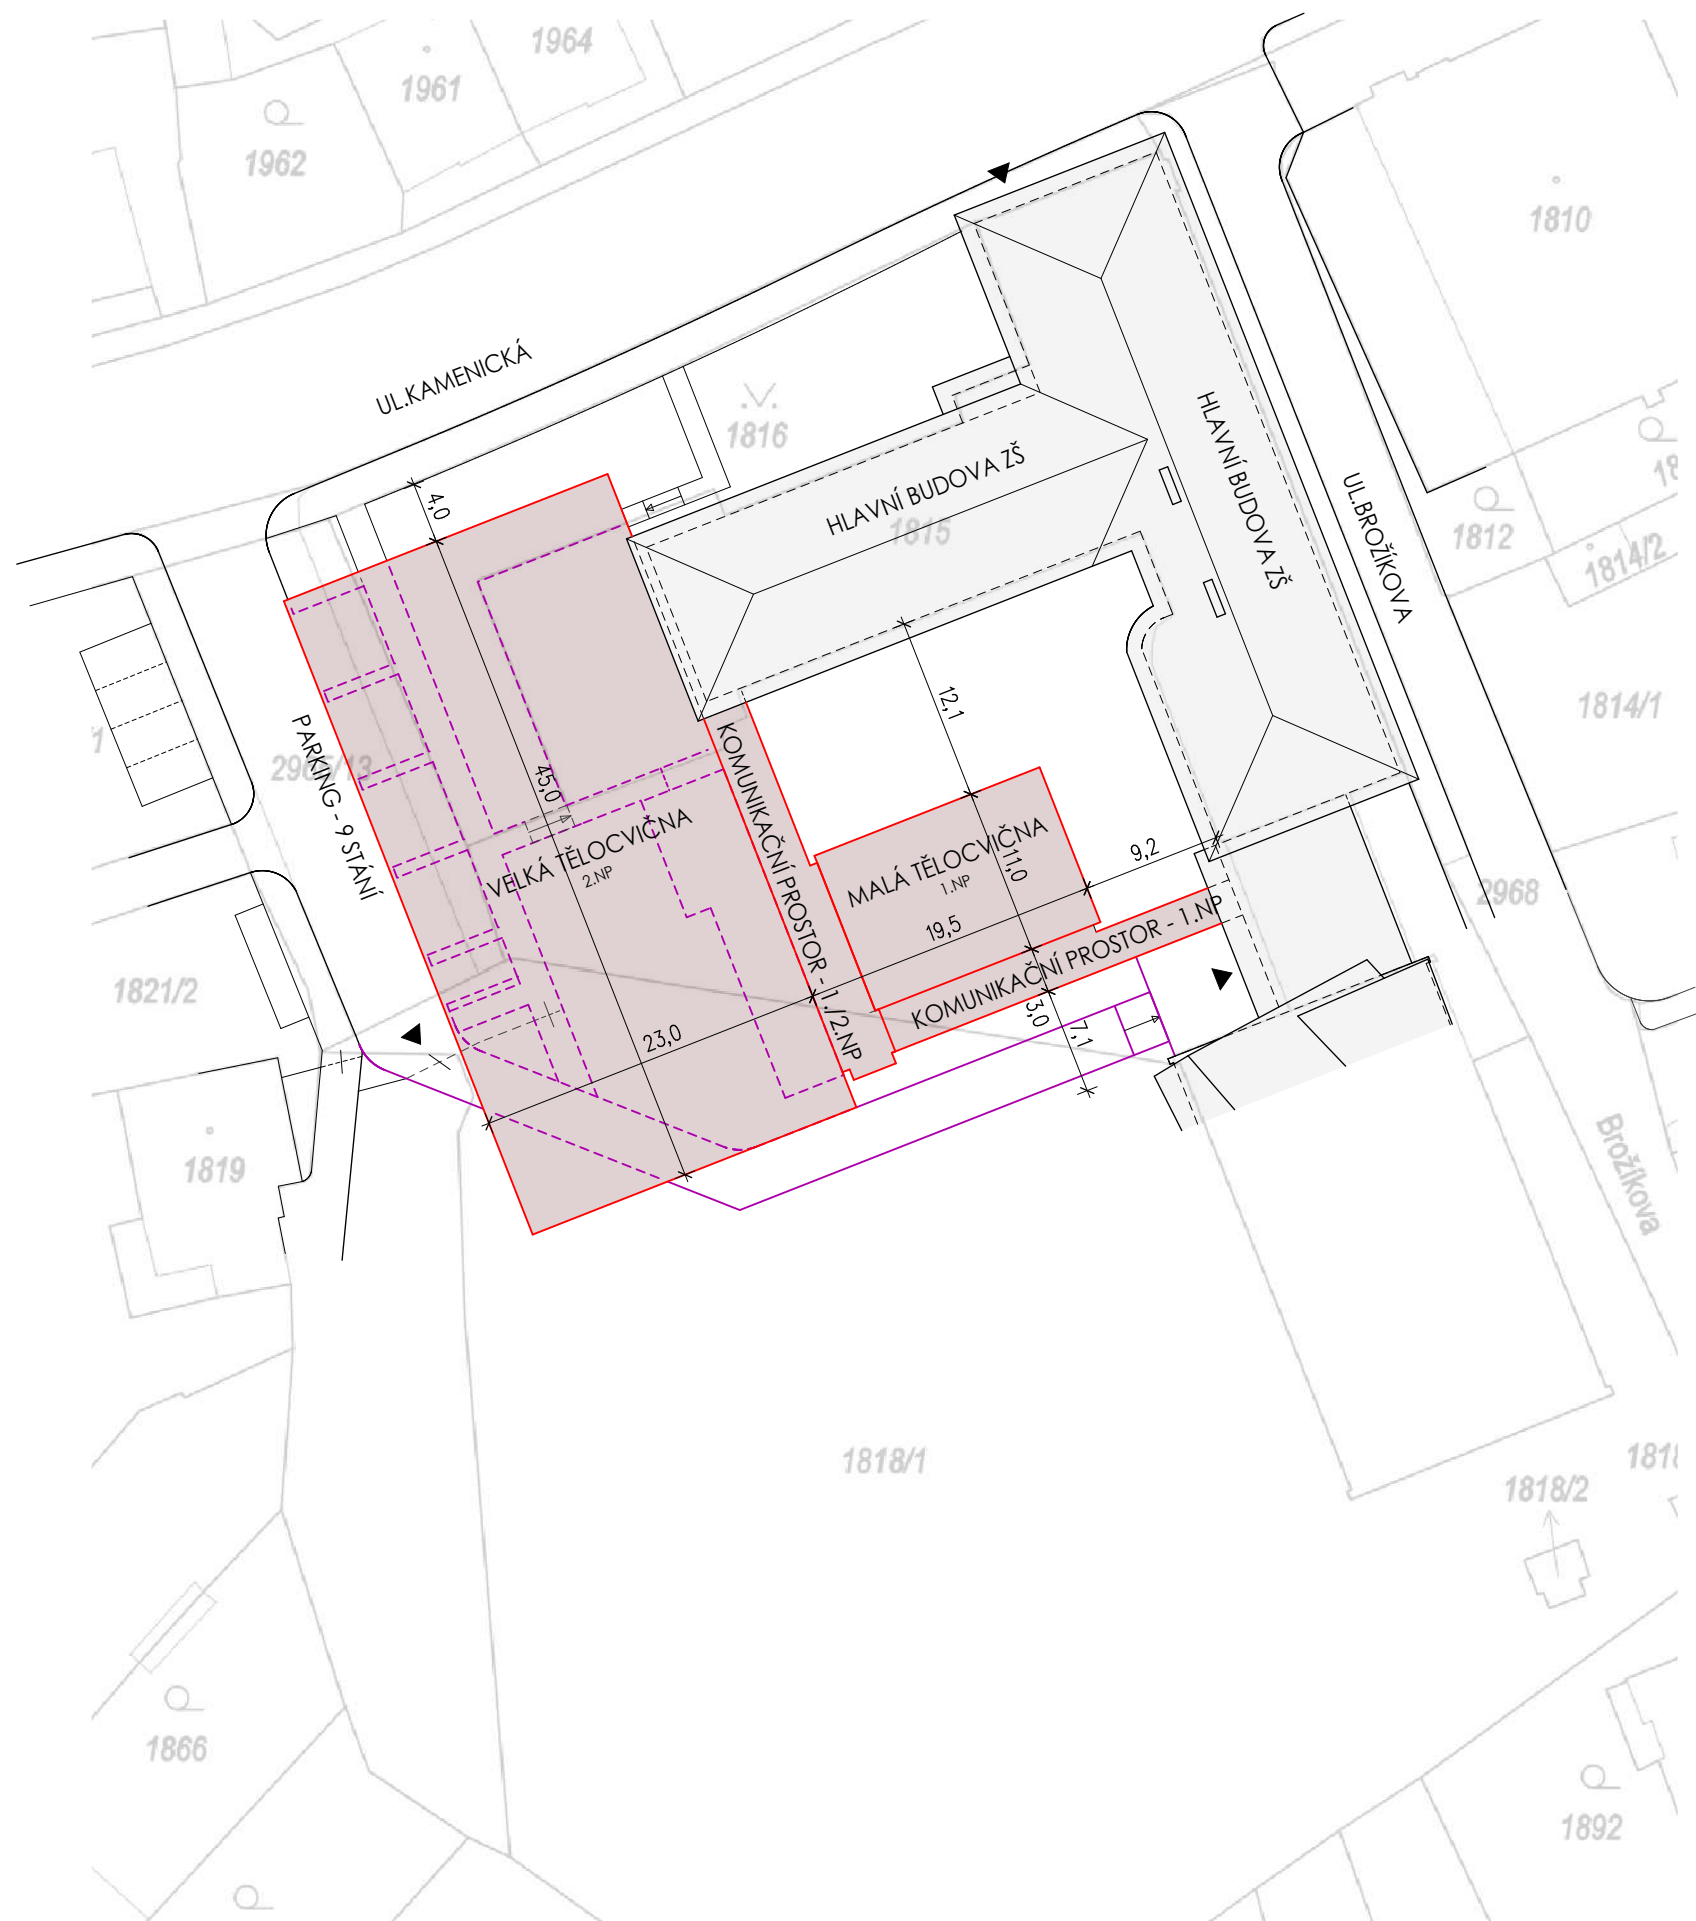 1964
1961
1962
1810
UL.KAMENICKÁ
1816
HLAVNÍ BUDOVA ZŠ
1815
HLAVNÍ BUDOVA ZŠ
UL.BROŽÍKOVA
1812
1814/2
4,0
12,1
1814/1
PARKING - 9 STÁNÍ
45,0
VELKÁ TĚLOCVIČNA
2.NP
KOMUNIKAČNÍ PROSTOR - 1./2.NP
MALÁ TĚLOCVIČNA
1.NP
11,0
9,2
19,5
2968
KOMUNIKAČNÍ PROSTOR - 1.NP
1821/2
23,0
3,0
7,1
1819
Brožíkova
1818/1
1818/2
1866
1892